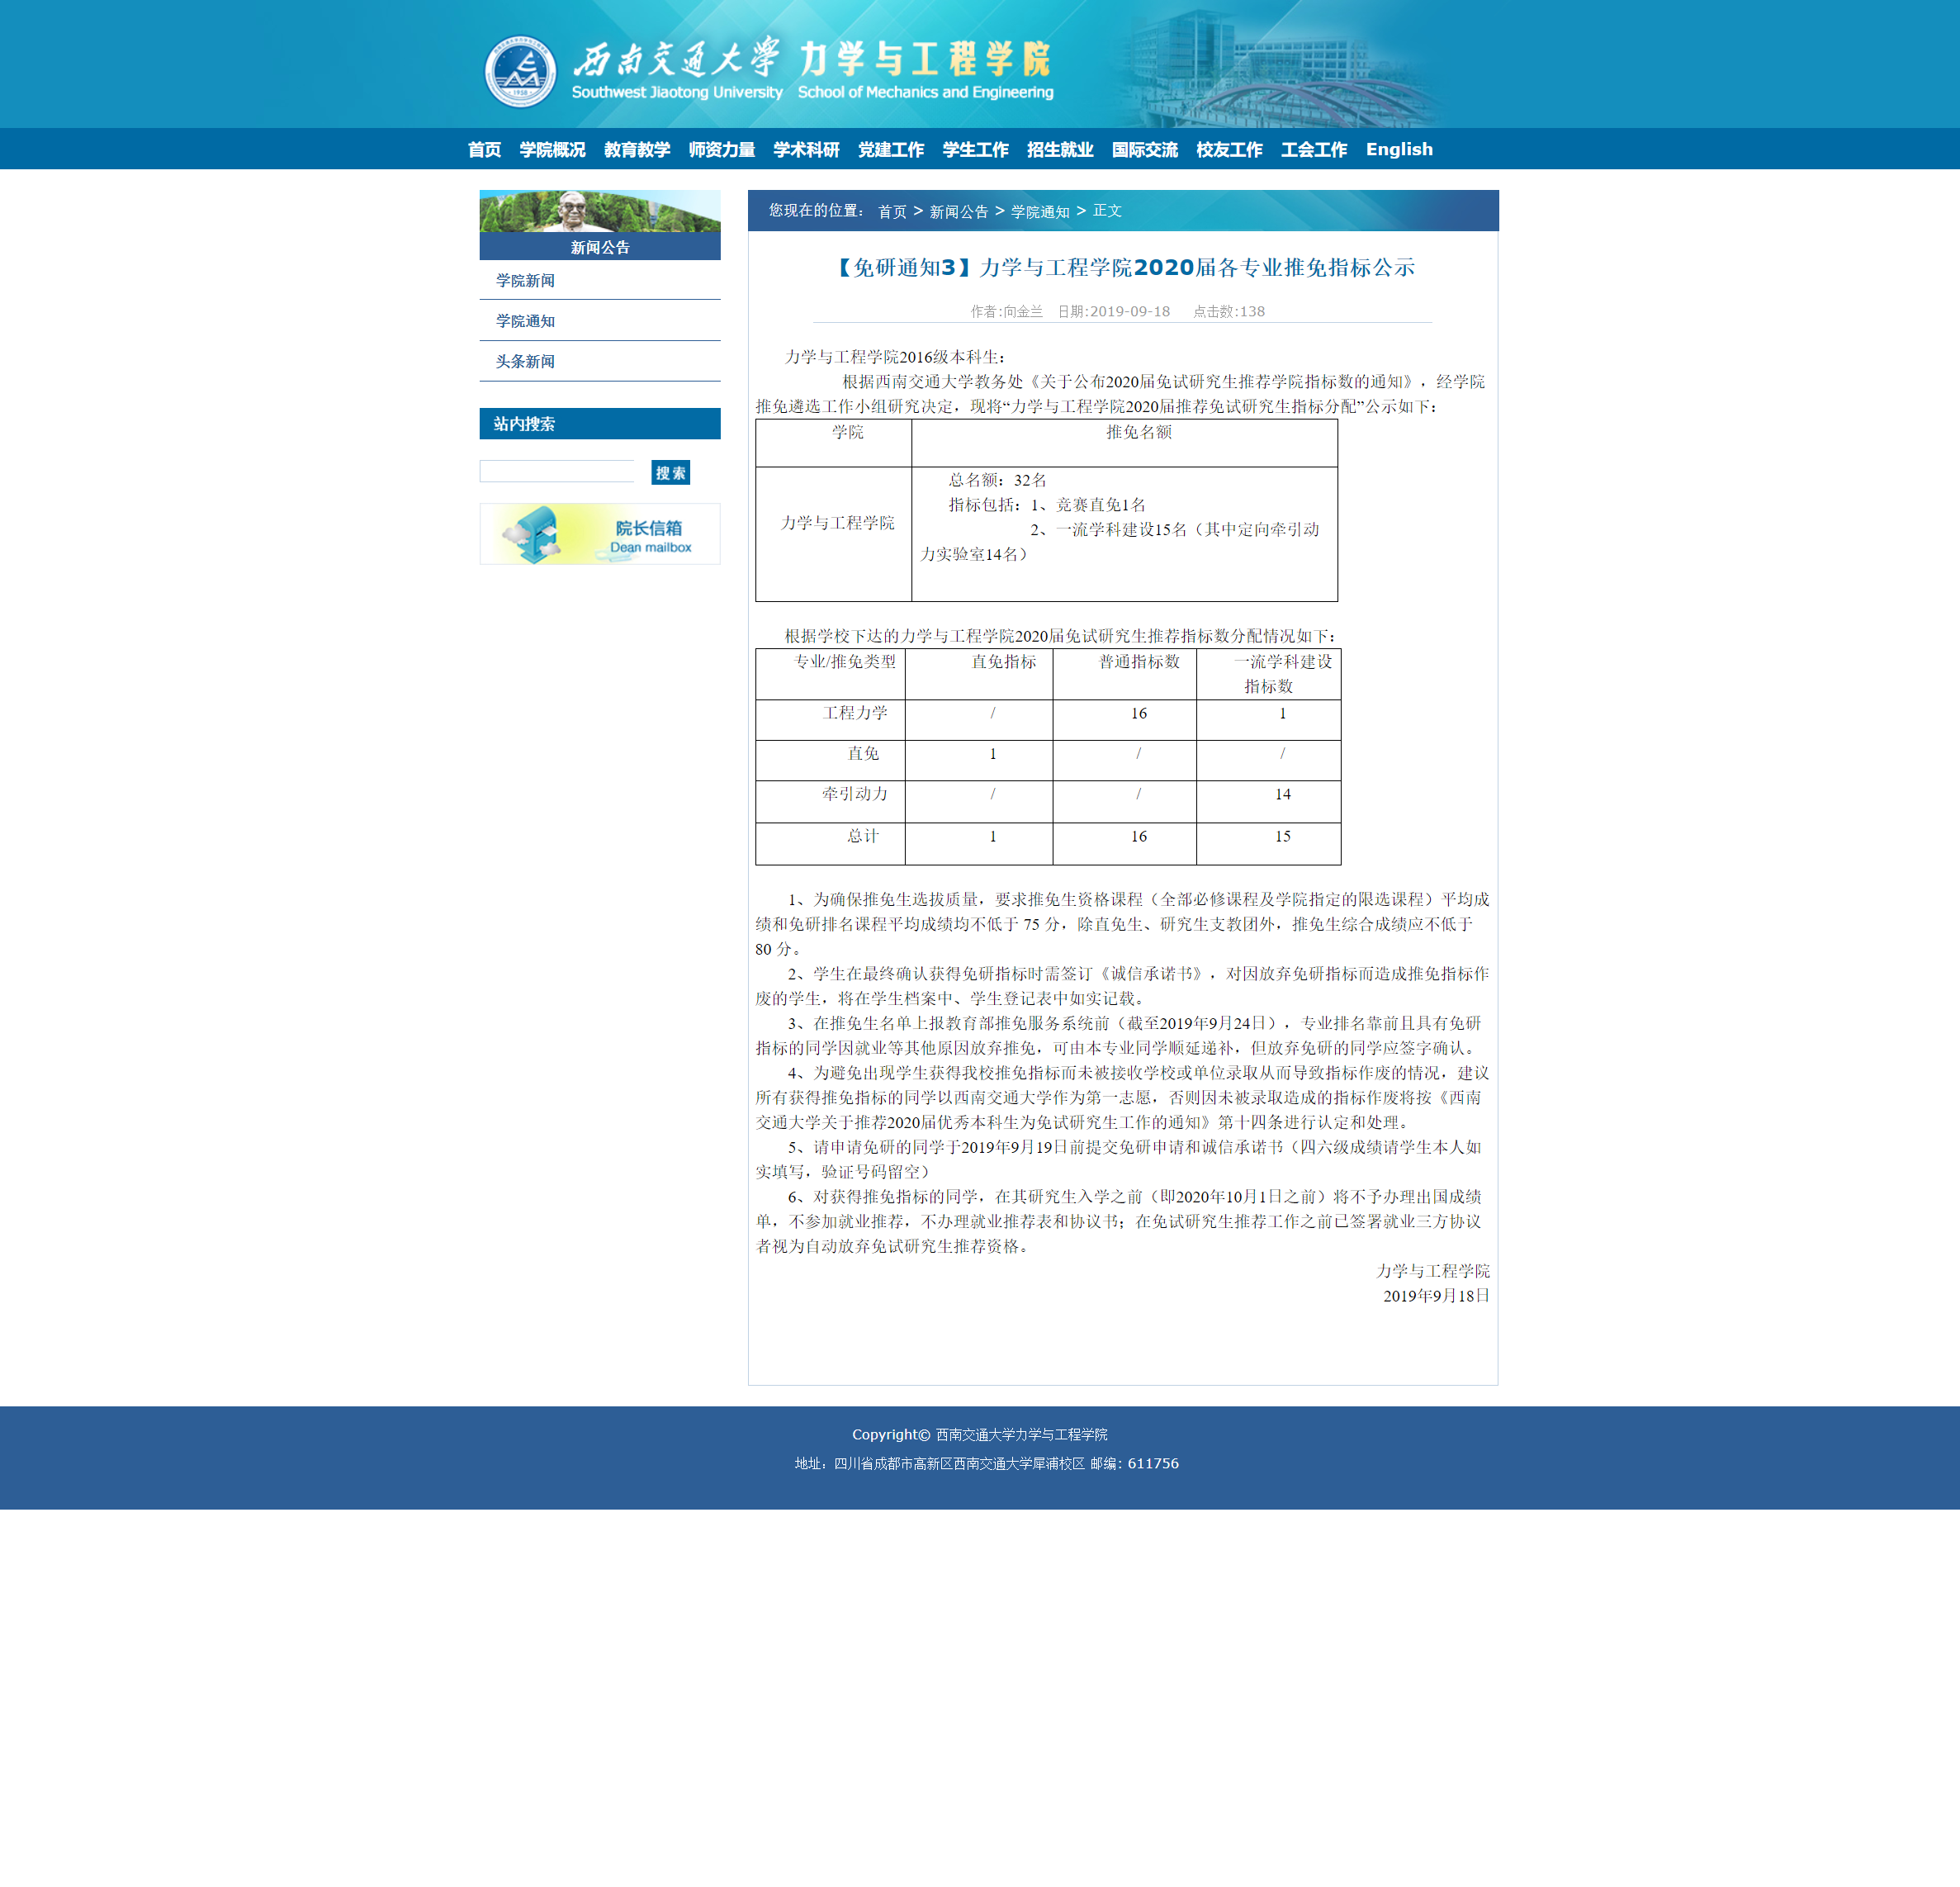 西南交通大学 力学与工程学院
Southwest Jiaotong University School of Mechanics and Engineering
首页 学院概况 教育教学 师资力量 学术科研 党建工作 学生工作 招生就业 国际交流 校友工作 工会工作 English
新闻公告
学院新闻
学院通知
头条新闻
站内搜索
搜 索
院长信箱
Dean mailbox
您现在的位置： 首页 > 新闻公告 > 学院通知 > 正文
【免研通知3】力学与工程学院2020届各专业推免指标公示
作者:向金兰 日期:2019-09-18 点击数:138
力学与工程学院2016级本科生：
根据西南交通大学教务处《关于公布2020届免试研究生推荐学院指标数的通知》，经学院
推免遴选工作小组研究决定，现将“力学与工程学院2020届推荐免试研究生指标分配”公示如下：
学院 推免名额
总名额：32名
指标包括：1、竞赛直免1名
力学与工程学院
2、一流学科建设15名（其中定向牵引动
力实验室14名）
根据学校下达的力学与工程学院2020届免试研究生推荐指标数分配情况如下：
专业/推免类型 直免指标 普通指标数 一流学科建设
指标数
工程力学 / 16 1
直免 1 / /
牵引动力 / / 14
总计 1 16 15
1、为确保推免生选拔质量，要求推免生资格课程（全部必修课程及学院指定的限选课程）平均成
绩和免研排名课程平均成绩均不低于 75 分，除直免生、研究生支教团外，推免生综合成绩应不低于
80 分。
2、学生在最终确认获得免研指标时需签订《诚信承诺书》，对因放弃免研指标而造成推免指标作
废的学生，将在学生档案中、学生登记表中如实记载。
3、在推免生名单上报教育部推免服务系统前（截至2019年9月24日），专业排名靠前且具有免研
指标的同学因就业等其他原因放弃推免，可由本专业同学顺延递补，但放弃免研的同学应签字确认。
4、为避免出现学生获得我校推免指标而未被接收学校或单位录取从而导致指标作废的情况，建议
所有获得推免指标的同学以西南交通大学作为第一志愿，否则因未被录取造成的指标作废将按《西南
交通大学关于推荐2020届优秀本科生为免试研究生工作的通知》第十四条进行认定和处理。
5、请申请免研的同学于2019年9月19日前提交免研申请和诚信承诺书（四六级成绩请学生本人如
实填写，验证号码留空）
6、对获得推免指标的同学，在其研究生入学之前（即2020年10月1日之前）将不予办理出国成绩
单，不参加就业推荐，不办理就业推荐表和协议书；在免试研究生推荐工作之前已签署就业三方协议
者视为自动放弃免试研究生推荐资格。
力学与工程学院
2019年9月18日
Copyright© 西南交通大学力学与工程学院
地址：四川省成都市高新区西南交通大学犀浦校区 邮编: 611756